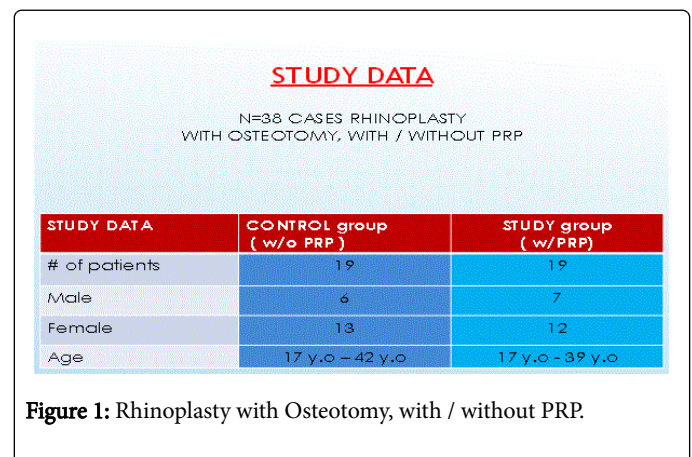 STUDY DATA
N=38 CASES RHINOPLASTY
WITH OSTEOTOMY, WITH / WITHOUT PRP
STUDY DATA CONTROL group STUDY group
( w/o PRP ) ( w/PRP)
# of patients 19 19
Male 6 7
Female 13 12
Age 17 y.o – 42 y.o 17 y.o - 39 y.o
Figure 1: Rhinoplasty with Osteotomy, with / without PRP.